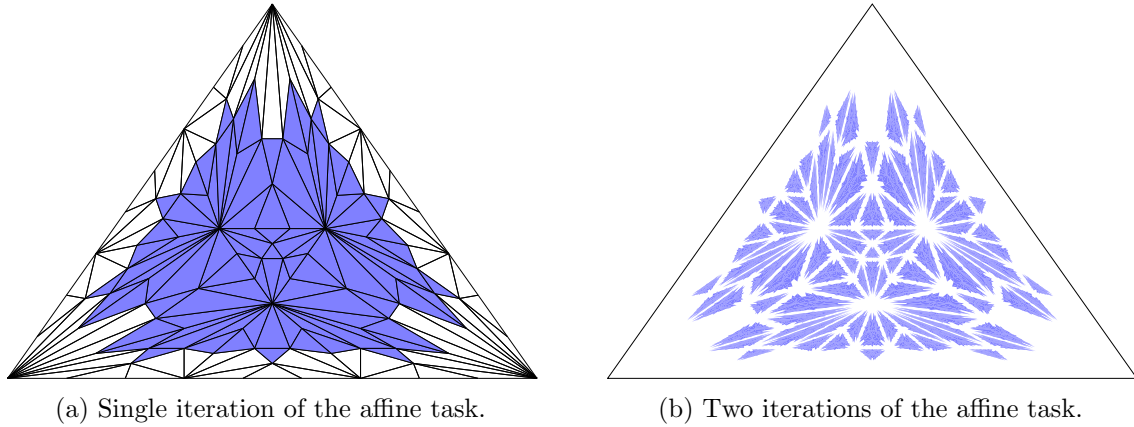 (a) Single iteration of the affine task.
(b) Two iterations of the affine task.